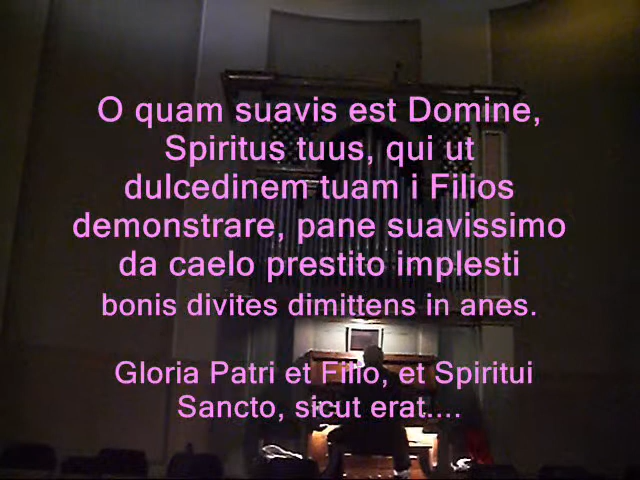 O quam suavis est Domine,
Spiritus tuus, qui ut
dulcedinem tuam i Filios
demonstrare, pane suavissimo
da caelo prestito implesti
bonis divites dimittens in anes.
Gloria Patri et Filio, et Spiritui
Sancto, sicut erat....